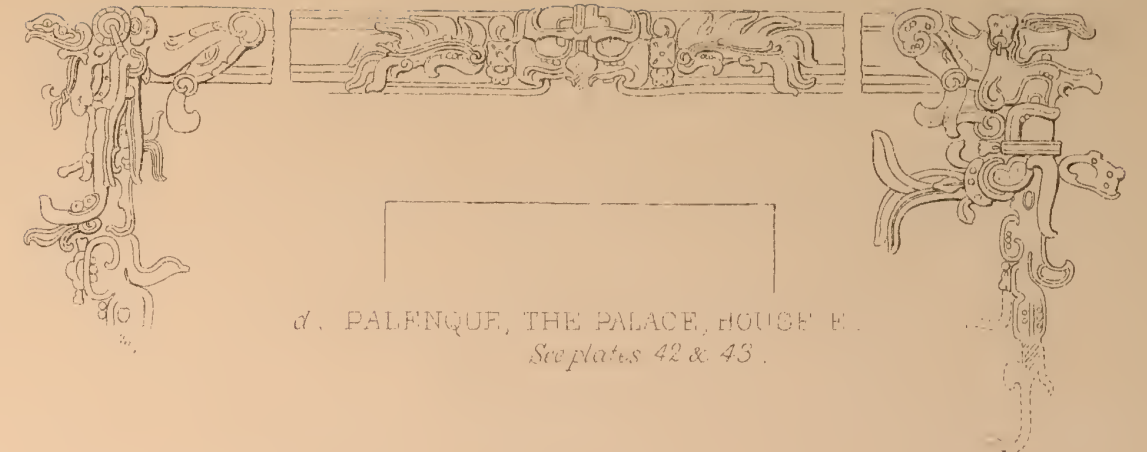 d. PALENQUE, THE PALACE, HOUSE E.
See plates 42 & 43.